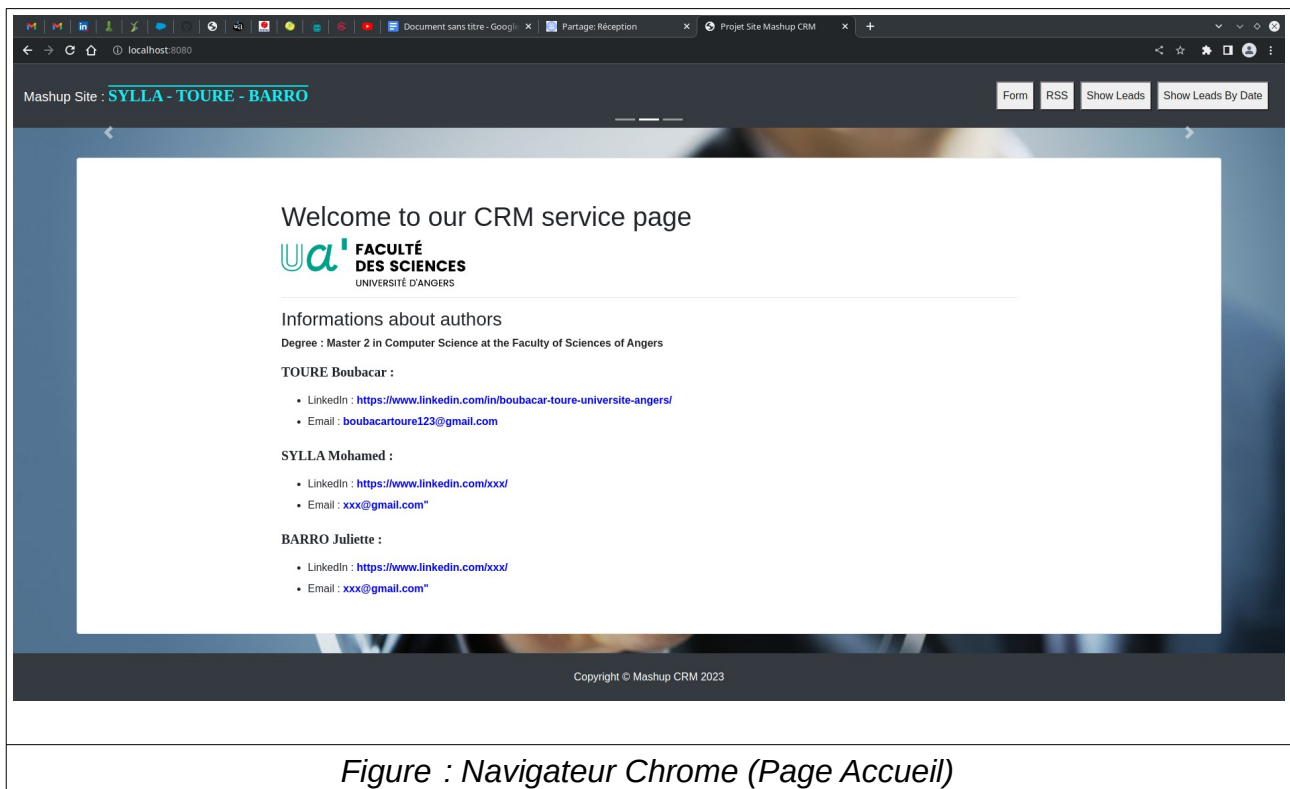 Document sans titre - Google
Partage: Réception
Projet Site Mashup CRM
localhost:8080
Mashup Site : SYLLA - TOURE - BARRO
Form
RSS
Show Leads
Show Leads By Date
Welcome to our CRM service page
ua'
FACULTÉ
DES SCIENCES
UNIVERSITÉ D'ANGERS
Informations about authors
Degree : Master 2 in Computer Science at the Faculty of Sciences of Angers
TOURE Boubacar :
• LinkedIn : https://www.linkedin.com/in/boubacar-toure-universite-angers/
• Email : boubacartoure123@gmail.com
SYLLA Mohamed :
• LinkedIn : https://www.linkedin.com/xxx/
• Email : xxx@gmail.com"
BARRO Juliette :
• LinkedIn : https://www.linkedin.com/xxx/
• Email : xxx@gmail.com"
Copyright © Mashup CRM 2023
Figure : Navigateur Chrome (Page Accueil)